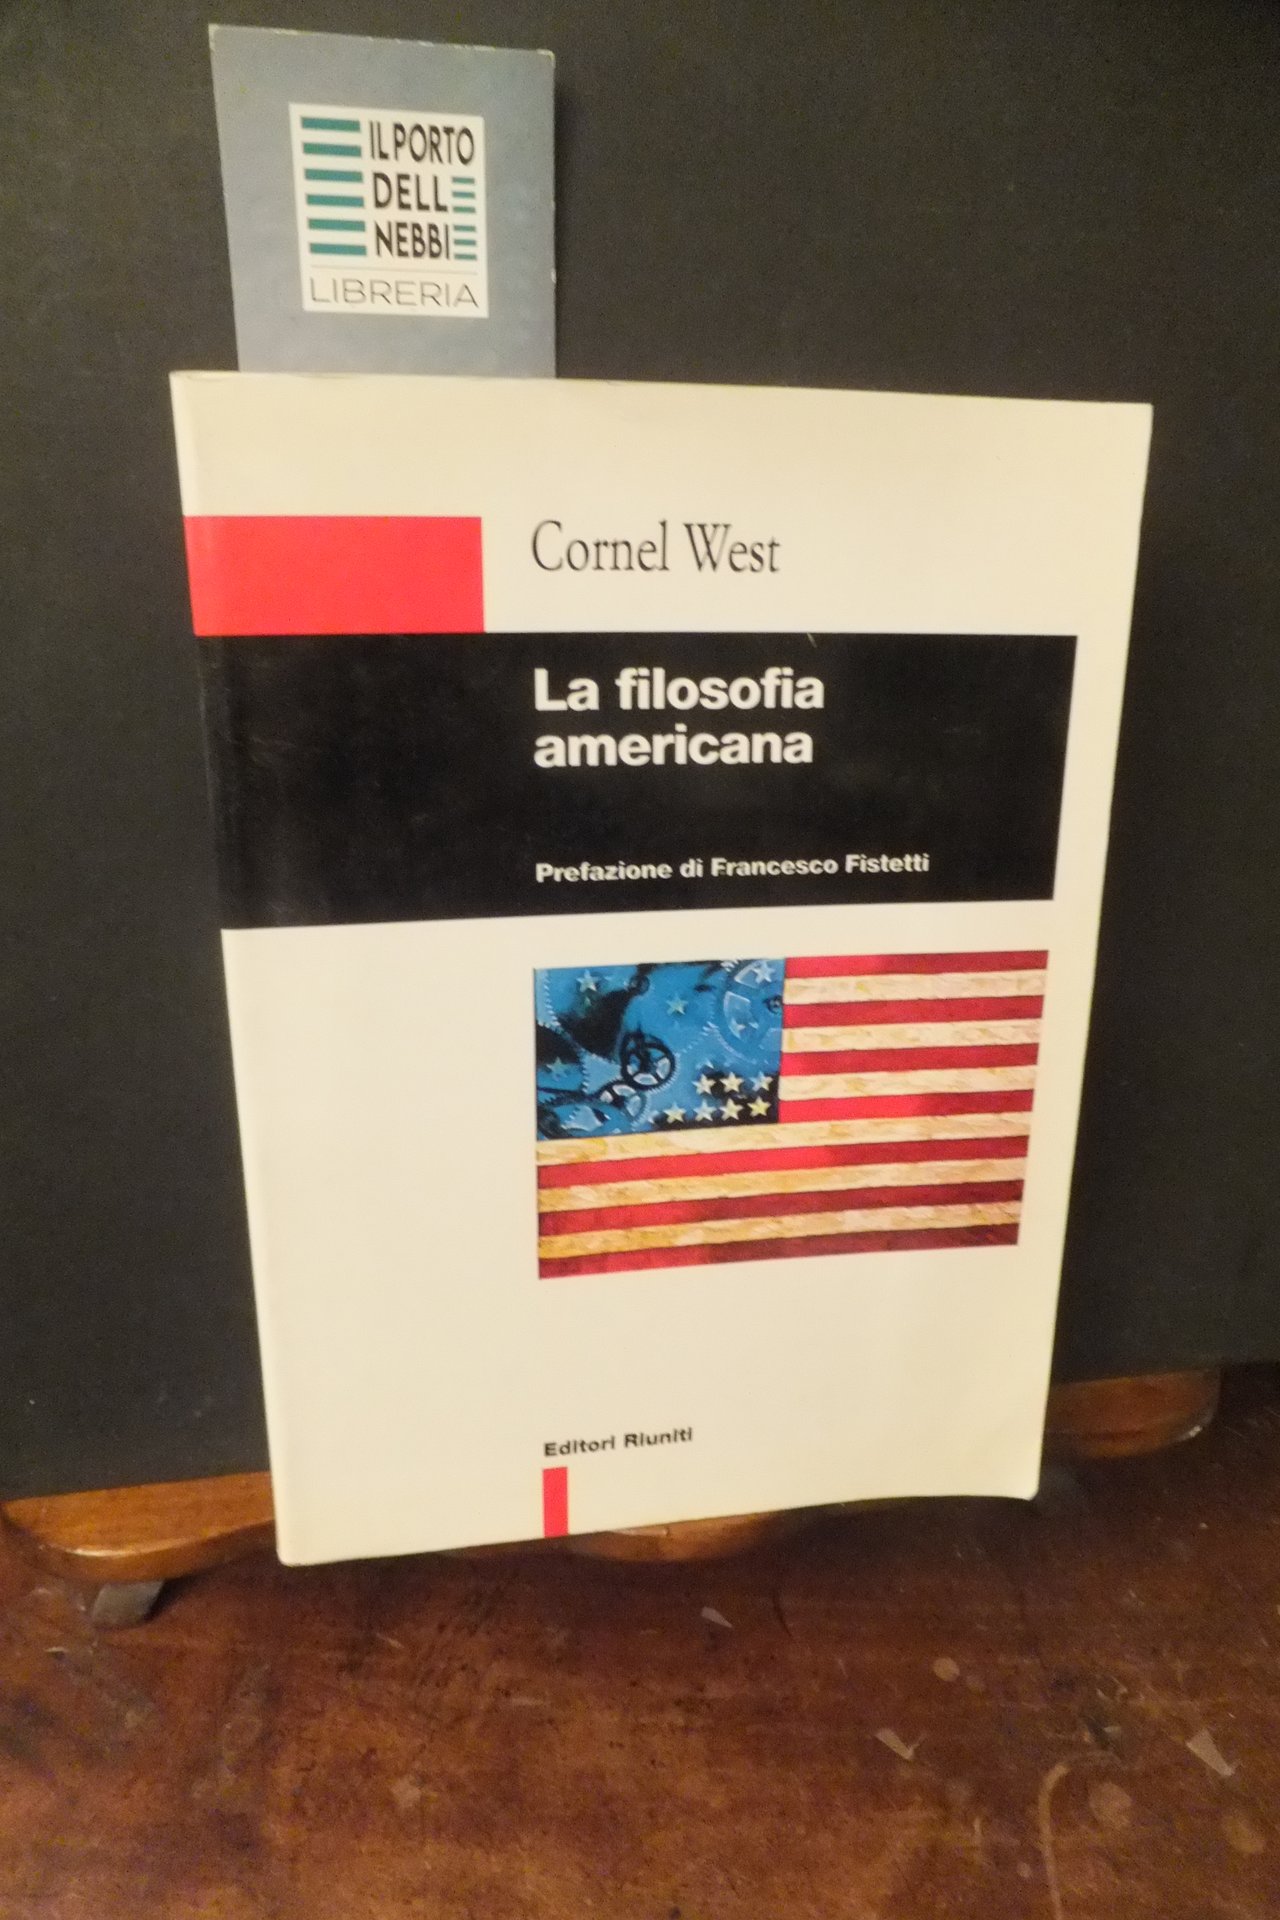 IL PORTO
DELLE
NEBBIE
LIBRERIA
Cornel West
La filosofia
americana
Prefazione di Francesco Fistetti
Editori Riuniti